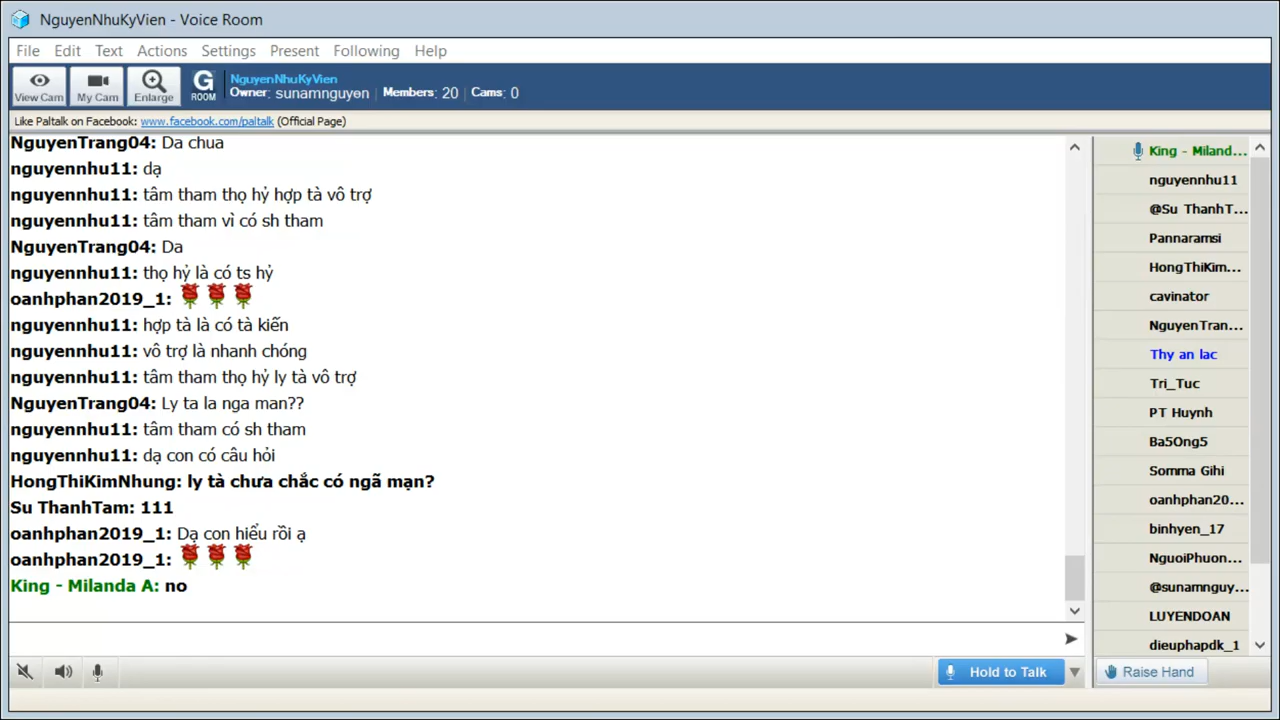 NguyenNhuKyVien - Voice Room
File Edit Text Actions Settings Present Following Help
View Cam My Cam Enlarge G ROOM NguyenNhuKyVien
Owner: sunamnguyen | Members: 20 | Cams: 0
Like Paltalk on Facebook: www.facebook.com/paltalk (Official Page)
NguyenTrang04: Da chua
nguyennhu11: dạ
nguyennhu11: tâm tham thọ hỷ hợp tà vô trợ
nguyennhu11: tâm tham vì có sh tham
NguyenTrang04: Da
nguyennhu11: thọ hỷ là có ts hỷ
oanhphan2019_1:
nguyennhu11: hợp tà là có tà kiến
nguyennhu11: vô trợ là nhanh chóng
nguyennhu11: tâm tham thọ hỷ ly tà vô trợ
NguyenTrang04: Ly ta la nga man??
nguyennhu11: tâm tham có sh tham
nguyennhu11: dạ con có câu hỏi
HongThiKimNhung: ly tà chưa chắc có ngã mạn?
Su ThanhTam: 111
oanhphan2019_1: Dạ con hiểu rồi ạ
oanhphan2019_1:
King - Milanda A: no
King - Miland...
nguyennhu11
@Su ThanhT...
Pannaramsi
HongThiKim...
cavinator
NguyenTran...
Thy an lac
Tri_Tuc
PT Huynh
Ba5Ong5
Somma Gihi
oanhphan20...
binhyen_17
NguoiPhuon...
@sunamnguy...
LUYENDOAN
dieuphapdk_1
Hold to Talk
Raise Hand